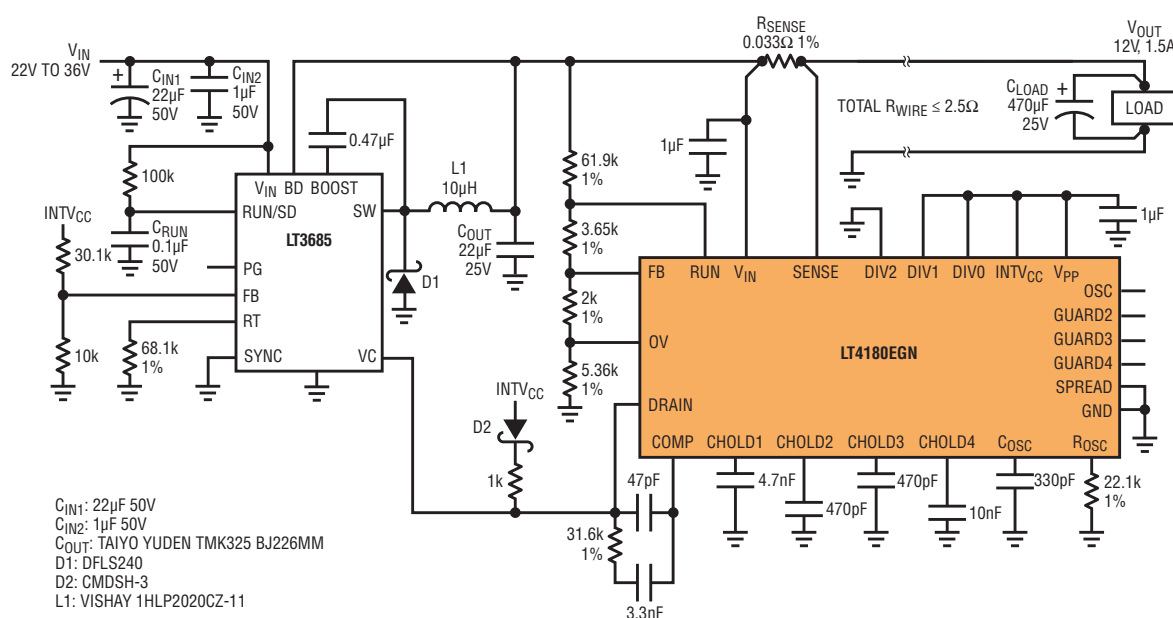 VIN
22V TO 36V
CIN1
22µF
50V
CIN2
1µF
50V
RSENSE
0.033Ω 1%
VOUT
12V, 1.5A
CLOAD
470µF
25V
LOAD
TOTAL RWIRE ≤ 2.5Ω
0.47µF
1µF
100k
L1
10µH
61.9k
1%
VIN
BD
BOOST
RUN/SD
SW
LT3685
PG
FB
RT
SYNC
VC
INTVCC
30.1k
CRUN
0.1µF
50V
10k
68.1k
1%
COUT
22µF
25V
D1
3.65k
1%
2k
1%
5.36k
1%
1µF
FB
RUN
VIN
SENSE
DIV2
DIV1
DIV0
INTVCC
VPP
OSC
GUARD2
GUARD3
GUARD4
SPREAD
GND
OV
LT4180EGN
DRAIN
COMP
CHOLD1
CHOLD2
CHOLD3
CHOLD4
COSC
ROSC
INTVCC
D2
1k
47pF
4.7nF
470pF
470pF
10nF
330pF
22.1k
1%
31.6k
1%
3.3nF
CIN1: 22µF 50V
CIN2: 1µF 50V
COUT: TAIYO YUDEN TMK325 BJ226MM
D1: DFLS240
D2: CMDSH-3
L1: VISHAY 1HLP2020CZ-11